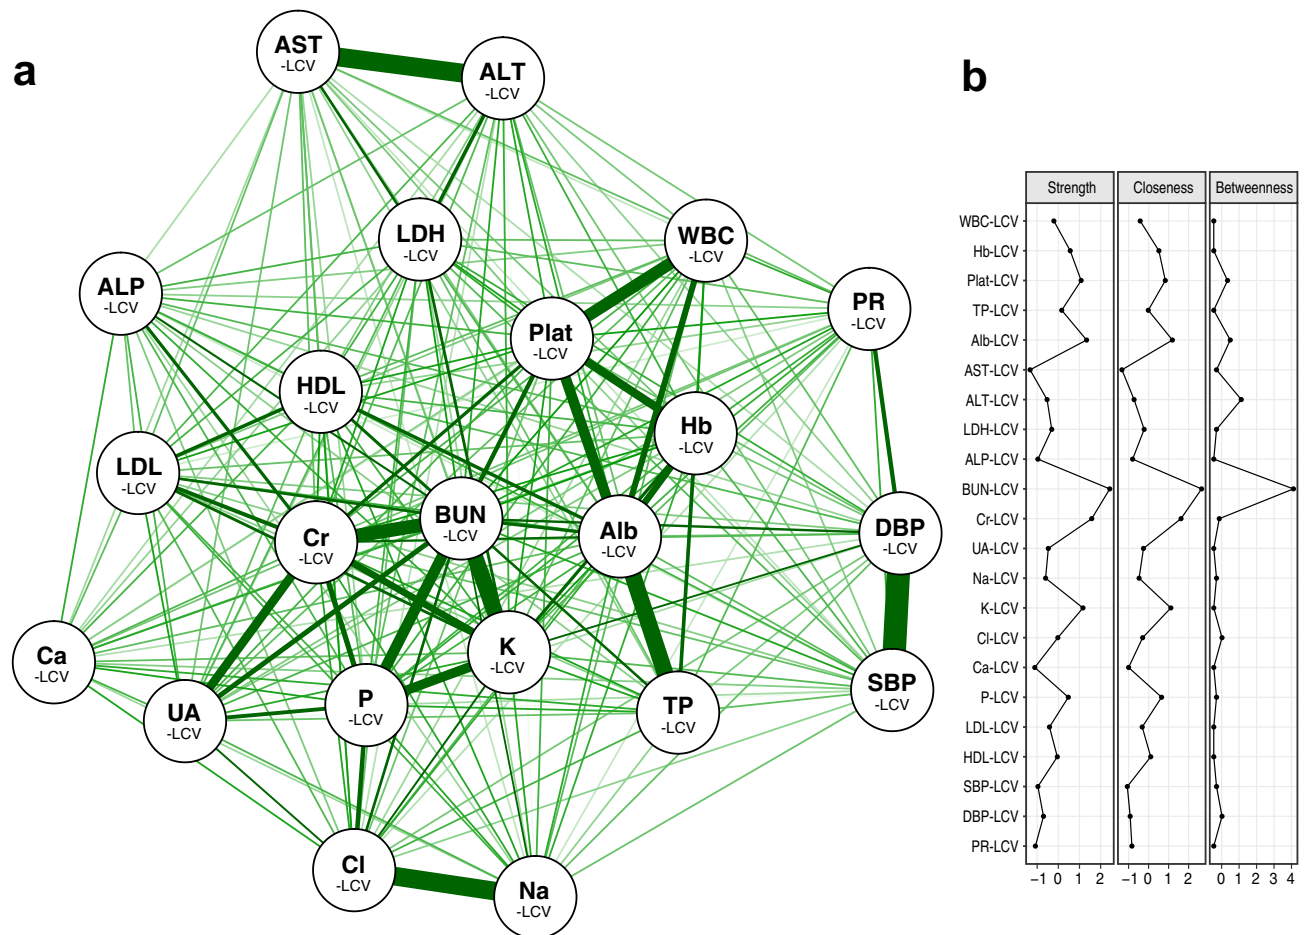 a
AST
-LCV
ALT
-LCV
LDH
-LCV
WBC
-LCV
ALP
-LCV
PR
-LCV
Plat
-LCV
HDL
-LCV
Hb
-LCV
LDL
-LCV
BUN
-LCV
Cr
-LCV
Alb
-LCV
DBP
-LCV
Ca
-LCV
K
-LCV
UA
-LCV
P
-LCV
TP
-LCV
SBP
-LCV
Cl
-LCV
Na
-LCV
b
Strength Closeness Betweenness
WBC-LCV
Hb-LCV
Plat-LCV
TP-LCV
Alb-LCV
AST-LCV
ALT-LCV
LDH-LCV
ALP-LCV
BUN-LCV
Cr-LCV
UA-LCV
Na-LCV
K-LCV
Cl-LCV
Ca-LCV
P-LCV
LDL-LCV
HDL-LCV
SBP-LCV
DBP-LCV
PR-LCV
−1 0 1 2 −1 0 1 2 0 1 2 3 4